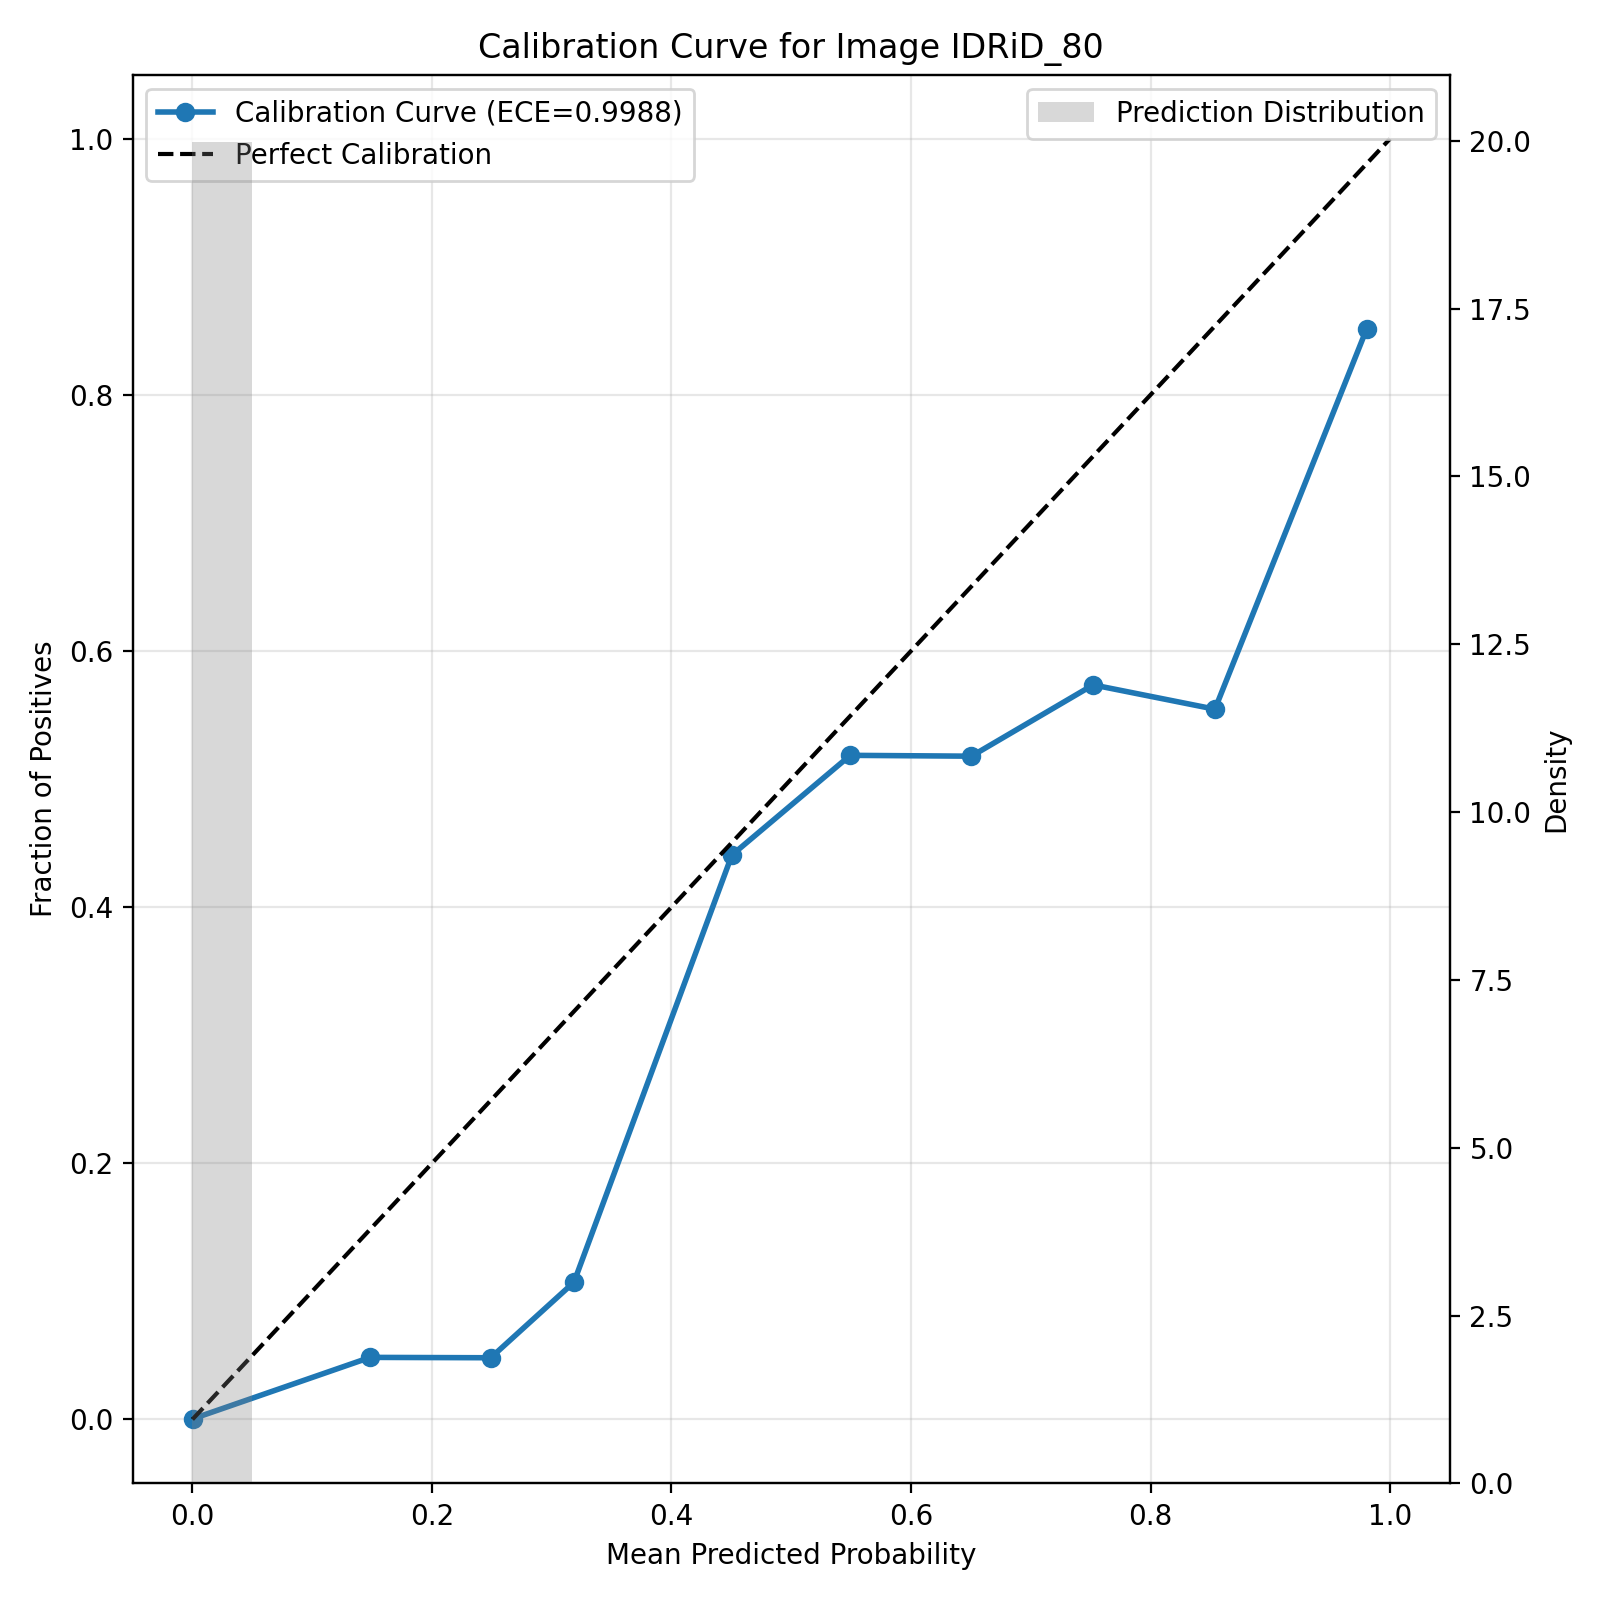 Calibration Curve for Image IDRiD_80
Calibration Curve (ECE=0.9988)
Perfect Calibration
Prediction Distribution
1.0
0.8
0.6
0.4
0.2
0.0
Fraction of Positives
20.0
17.5
15.0
12.5
10.0
7.5
5.0
2.5
0.0
Density
0.0 0.2 0.4 0.6 0.8 1.0
Mean Predicted Probability